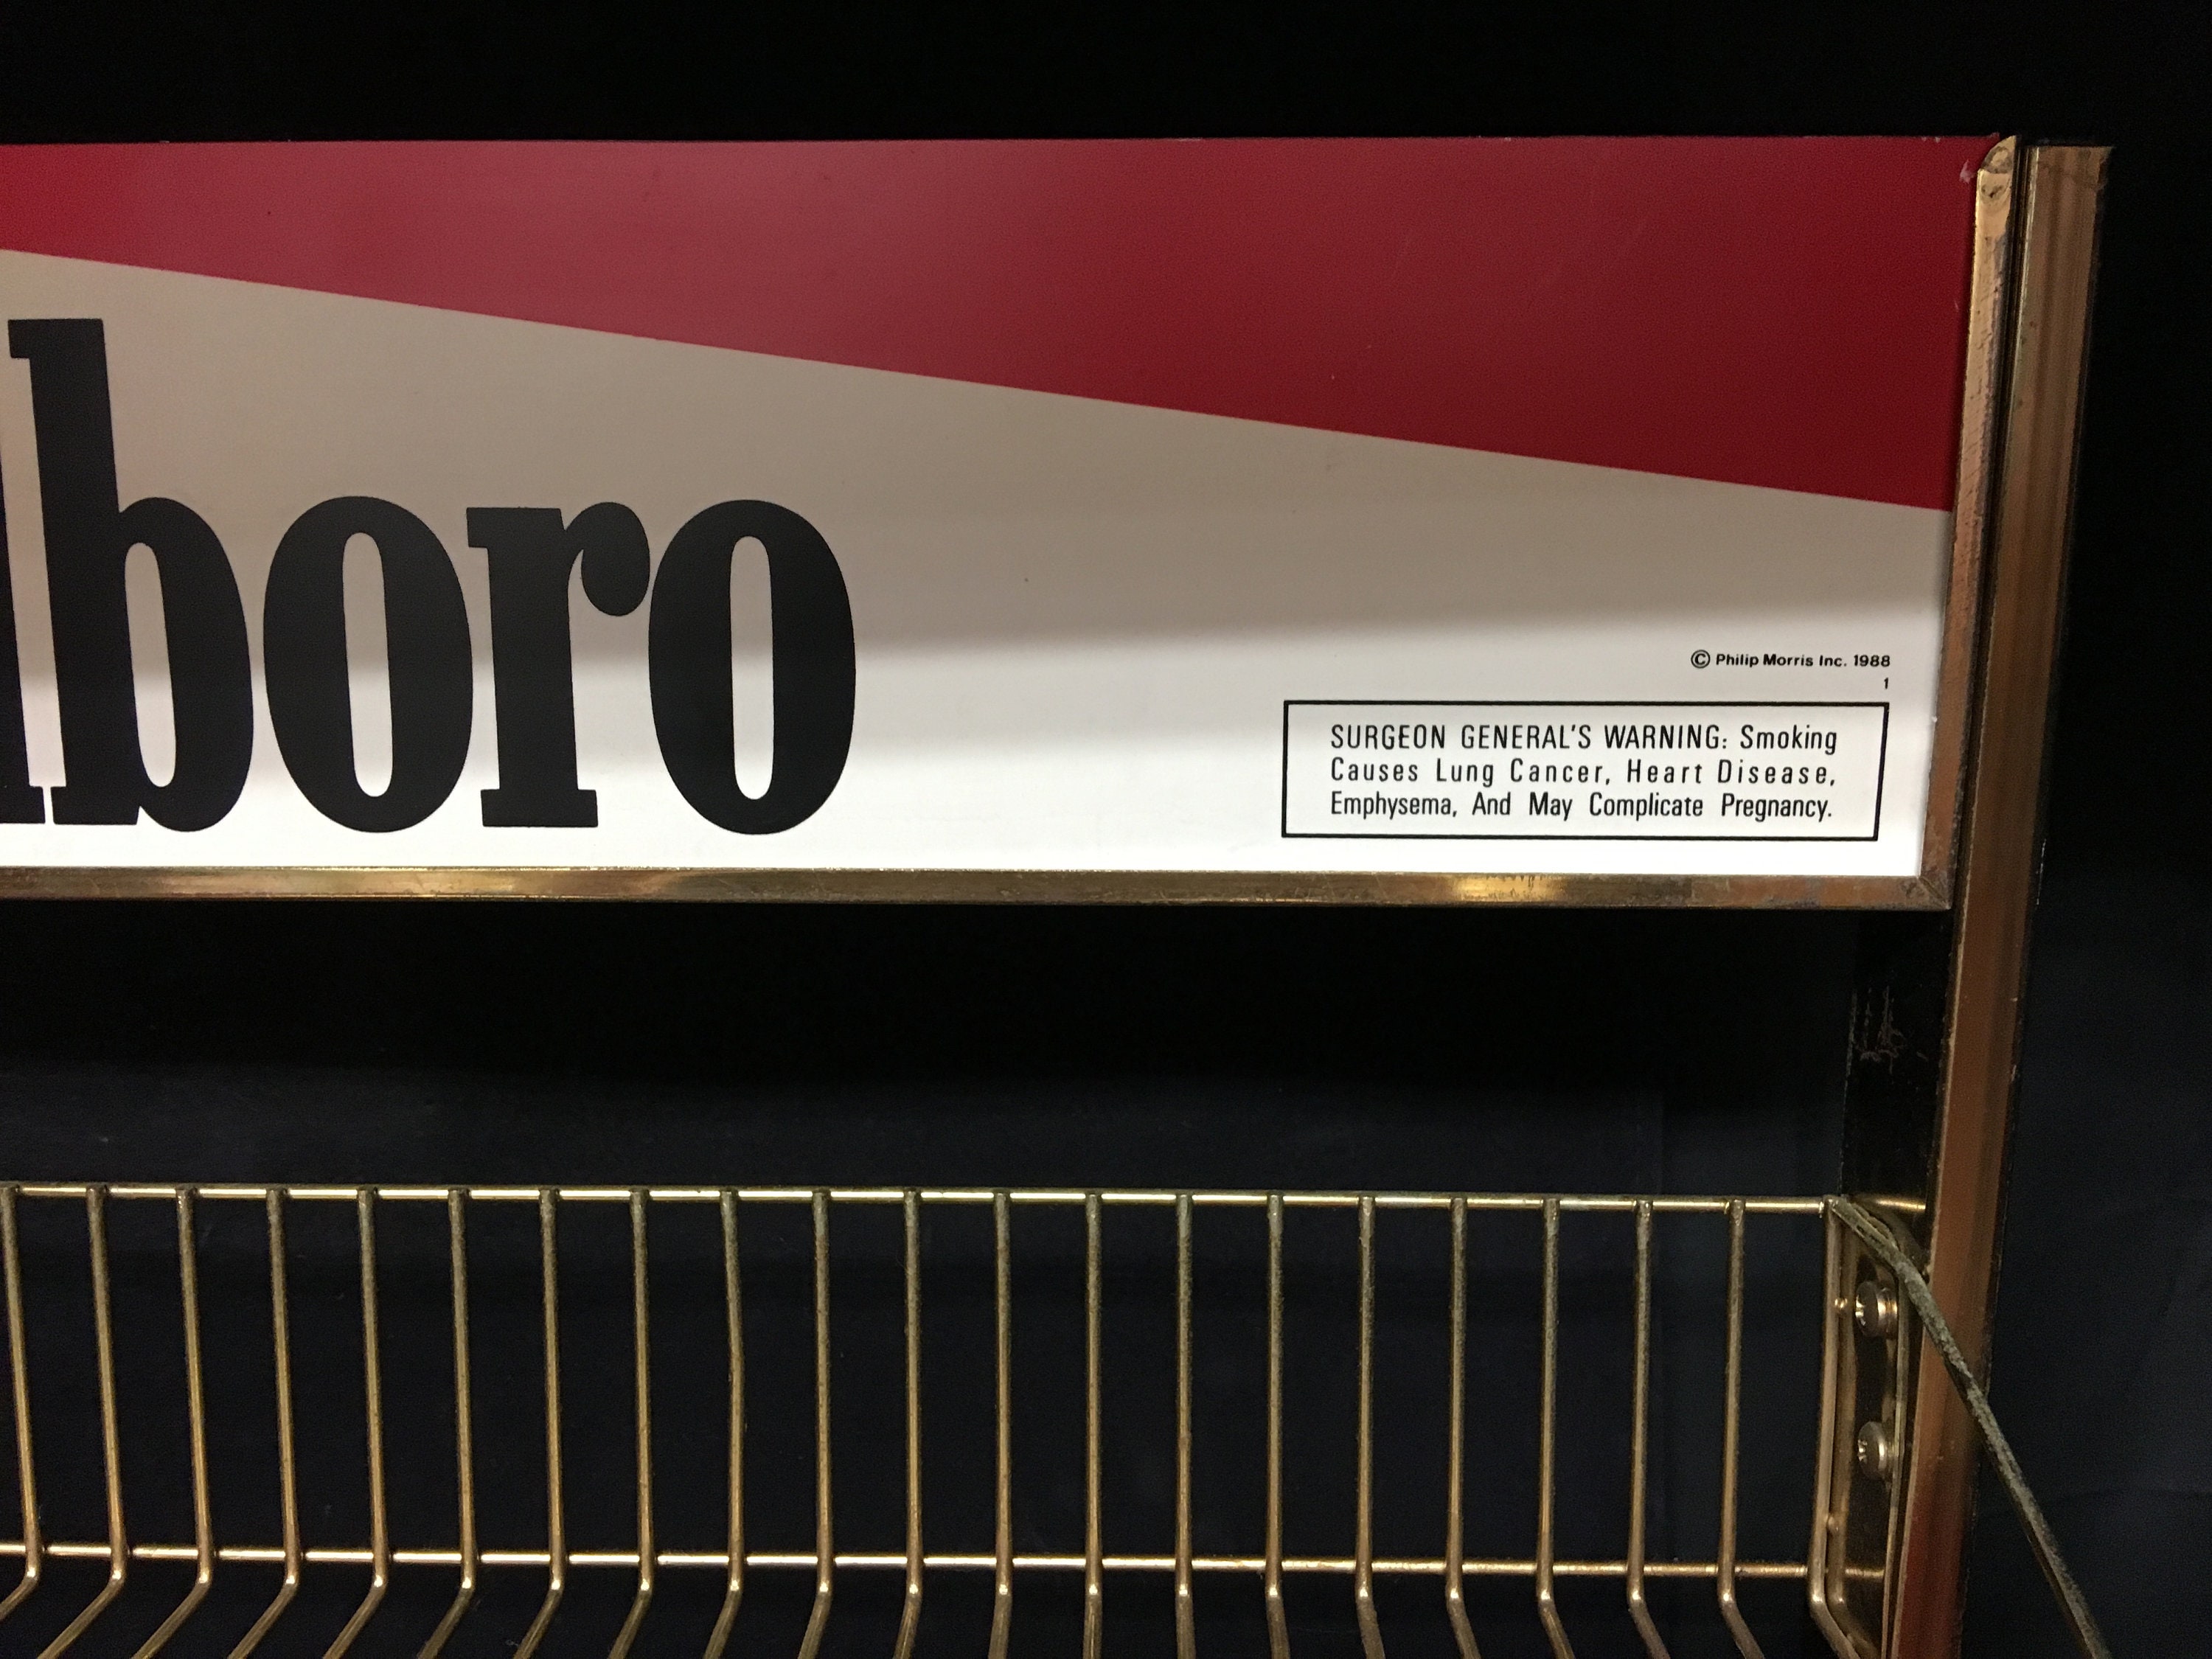 lboro
© Philip Morris Inc. 1988
1
SURGEON GENERAL'S WARNING: Smoking
Causes Lung Cancer, Heart Disease,
Emphysema, And May Complicate Pregnancy.